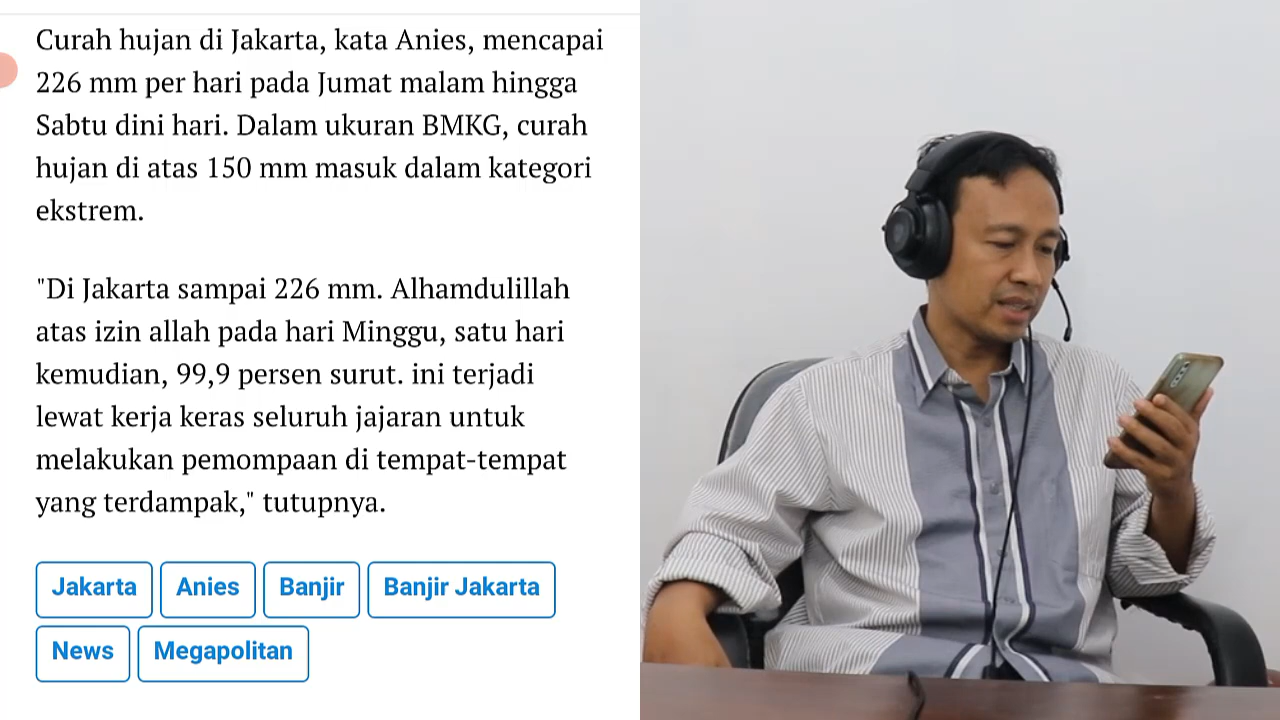 Curah hujan di Jakarta, kata Anies, mencapai
226 mm per hari pada Jumat malam hingga
Sabtu dini hari. Dalam ukuran BMKG, curah
hujan di atas 150 mm masuk dalam kategori
ekstrem.
"Di Jakarta sampai 226 mm. Alhamdulillah
atas izin allah pada hari Minggu, satu hari
kemudian, 99,9 persen surut. ini terjadi
lewat kerja keras seluruh jajaran untuk
melakukan pemompaan di tempat-tempat
yang terdampak," tutupnya.
Jakarta Anies Banjir Banjir Jakarta
News Megapolitan